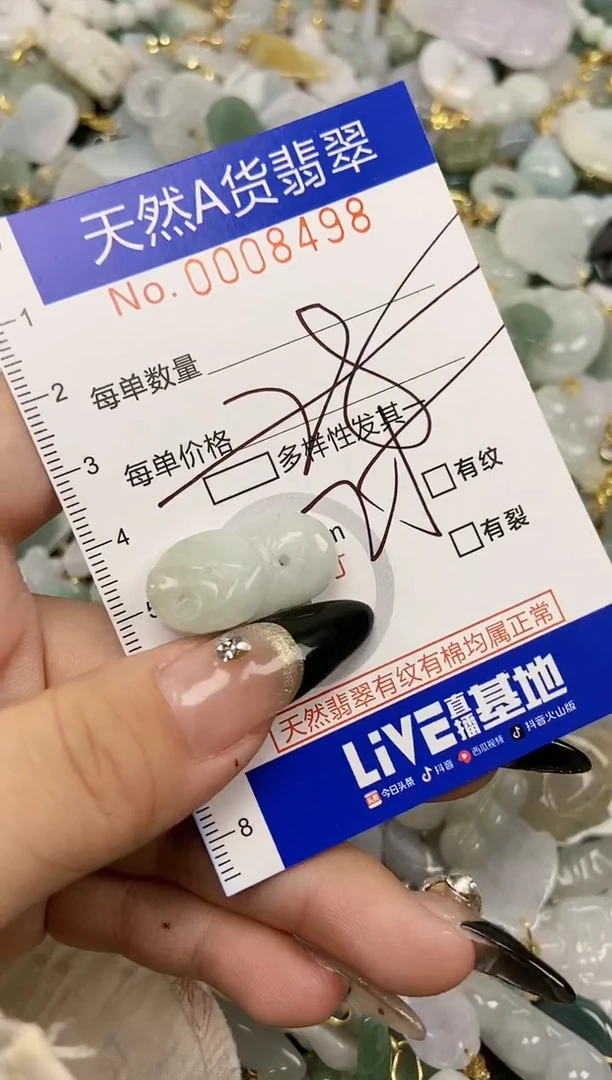 天然A货翡翠
No.0008498
1
2
每单数量
3
每单价格
多样性发其一
4
有纹
m
5
寸
有裂
天然翡翠有纹有棉均属正常
LiVE直播基地
今日头条 抖音 西瓜视频 抖音火山版
8